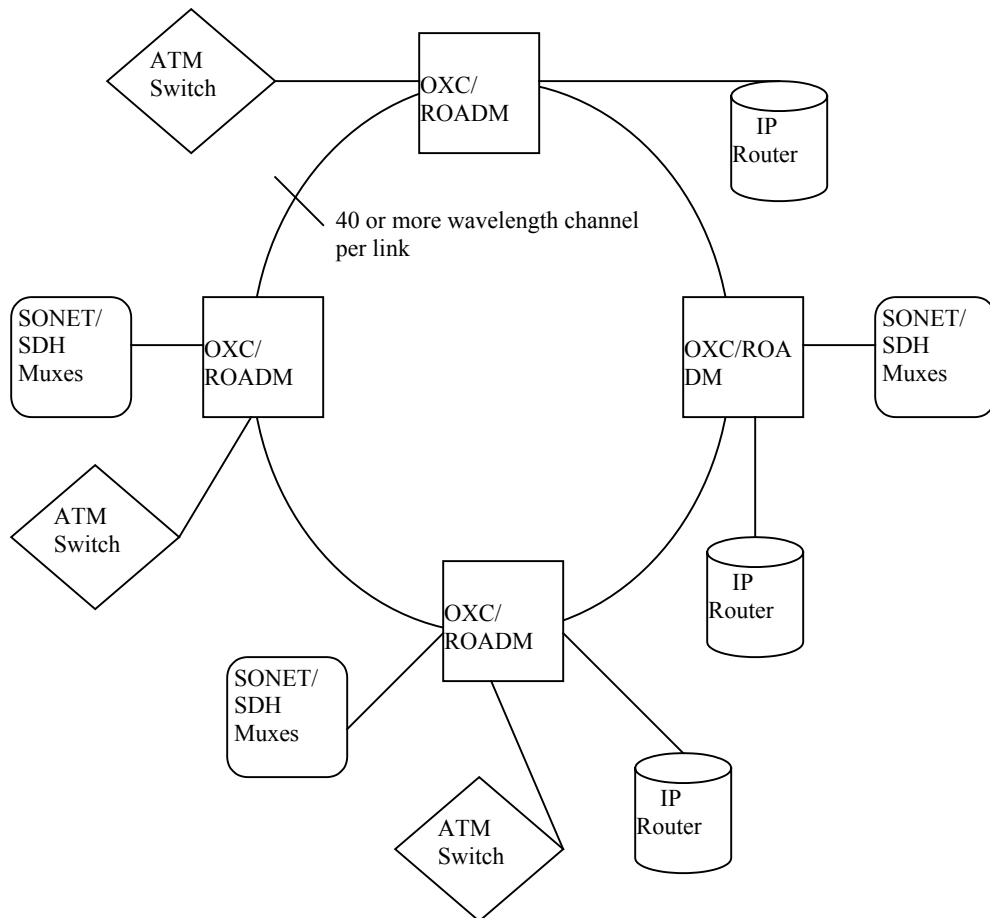 ATM
Switch
OXC/
ROADM
IP
Router
40 or more wavelength channel
per link
SONET/
SDH
Muxes
OXC/
ROADM
OXC/ROA
DM
SONET/
SDH
Muxes
ATM
Switch
IP
Router
OXC/
ROADM
SONET/
SDH
Muxes
ATM
Switch
IP
Router